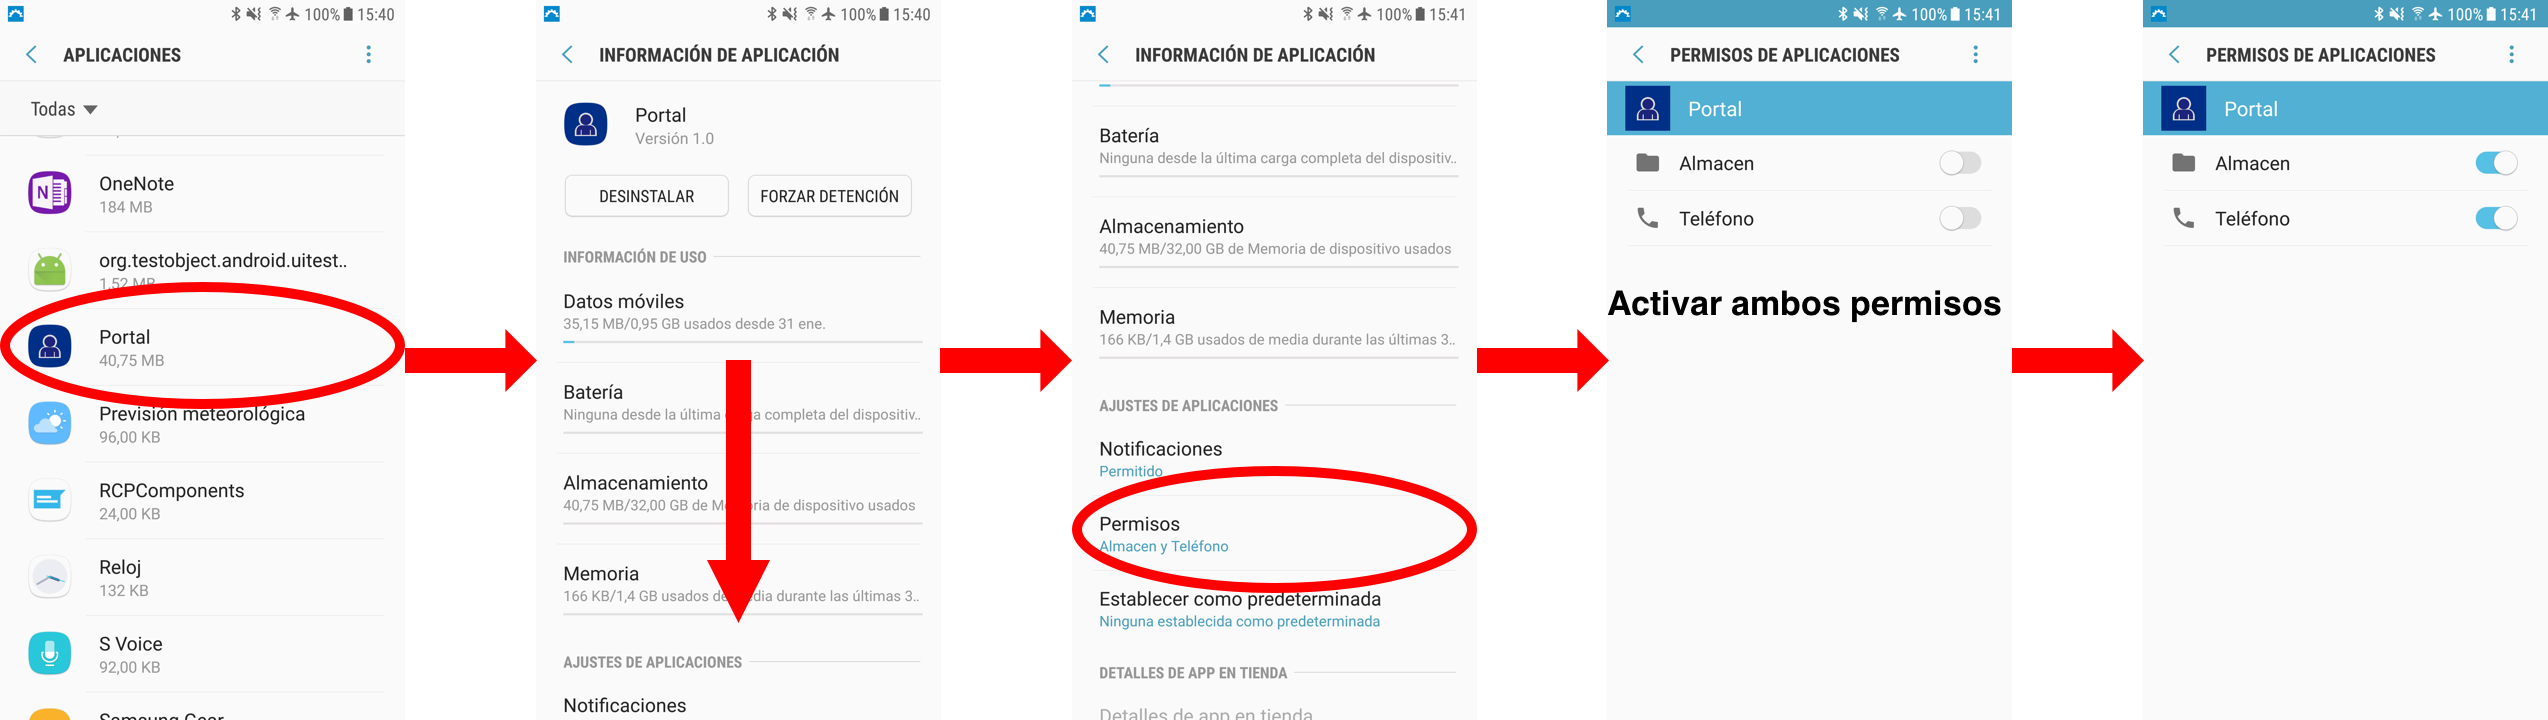 100% 15:40
APLICACIONES
Todas
OneNote
184 MB
org.testobject.android.uitest..
1,52 MB
Portal
40,75 MB
Previsión meteorológica
96,00 KB
RCPComponents
24,00 KB
Reloj
132 KB
S Voice
92,00 KB
Samsung Gear
100% 15:40
INFORMACIÓN DE APLICACIÓN
Portal
Versión 1.0
DESINSTALAR
FORZAR DETENCIÓN
INFORMACIÓN DE USO
Datos móviles
35,15 MB/0,95 GB usados desde 31 ene.
Batería
Ninguna desde la última carga completa del dispositiv..
Almacenamiento
40,75 MB/32,00 GB de Memoria de dispositivo usados
Memoria
166 KB/1,4 GB usados de media durante las últimas 3..
AJUSTES DE APLICACIONES
Notificaciones
100% 15:41
INFORMACIÓN DE APLICACIÓN
Batería
Ninguna desde la última carga completa del dispositiv..
Almacenamiento
40,75 MB/32,00 GB de Memoria de dispositivo usados
Memoria
166 KB/1,4 GB usados de media durante las últimas 3..
AJUSTES DE APLICACIONES
Notificaciones
Permitido
Permisos
Almacen y Teléfono
Establecer como predeterminada
Ninguna establecida como predeterminada
DETALLES DE APP EN TIENDA
Detalles de app en tienda
100% 15:41
PERMISOS DE APLICACIONES
Portal
Almacen
Teléfono
Activar ambos permisos
100% 15:41
PERMISOS DE APLICACIONES
Portal
Almacen
Teléfono